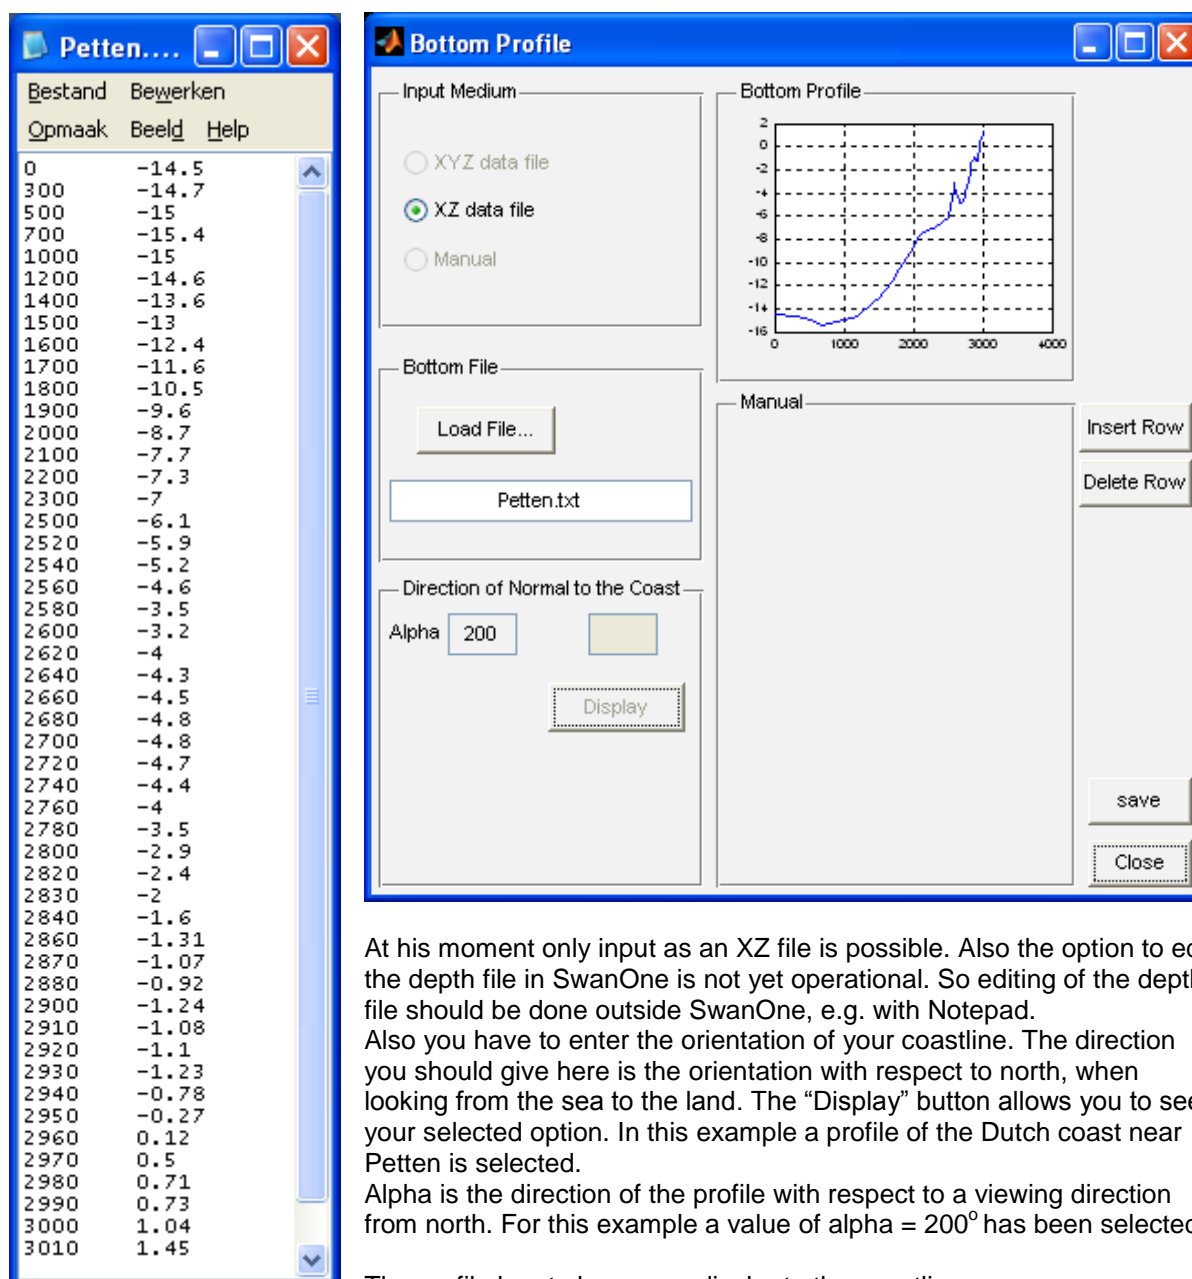 Pette n....
Bestand Bewerken
Opmaak Beeld Help
0 -14.5
300 -14.7
500 -15
700 -15.4
1000 -15
1200 -14.6
1400 -13.6
1500 -13
1600 -12.4
1700 -11.6
1800 -10.5
1900 -9.6
2000 -8.7
2100 -7.7
2200 -7.3
2300 -7
2500 -6.1
2520 -5.9
2540 -5.2
2560 -4.6
2580 -3.5
2600 -3.2
2620 -4
2640 -4.3
2660 -4.5
2680 -4.8
2700 -4.8
2720 -4.7
2740 -4.4
2760 -4
2780 -3.5
2800 -2.9
2820 -2.4
2830 -2
2840 -1.6
2860 -1.31
2870 -1.07
2880 -0.92
2900 -1.24
2910 -1.08
2920 -1.1
2930 -1.23
2940 -0.78
2950 -0.27
2960 0.12
2970 0.5
2980 0.71
2990 0.73
3000 1.04
3010 1.45
Bottom Profile
Input Medium
XYZ data file
XZ data file
Manual
Bottom File
Load File...
Petten.txt
Direction of Normal to the Coast
Alpha 200
Display
Bottom Profile
2
0
-2
-4
-6
-8
-10
-12
-14
-16
0 1000 2000 3000 4000
Manual
Insert Row
Delete Row
save
Close
At his moment only input as an XZ file is possible. Also the option to
the depth file in SwanOne is not yet operational. So editing of the depth
file should be done outside SwanOne, e.g. with Notepad.
Also you have to enter the orientation of your coastline. The direction
you should give here is the orientation with respect to north, when
looking from the sea to the land. The “Display” button allows you to see
your selected option. In this example a profile of the Dutch coast near
Petten is selected.
Alpha is the direction of the profile with respect to a viewing direction
from north. For this example a value of alpha = 200° has been selected